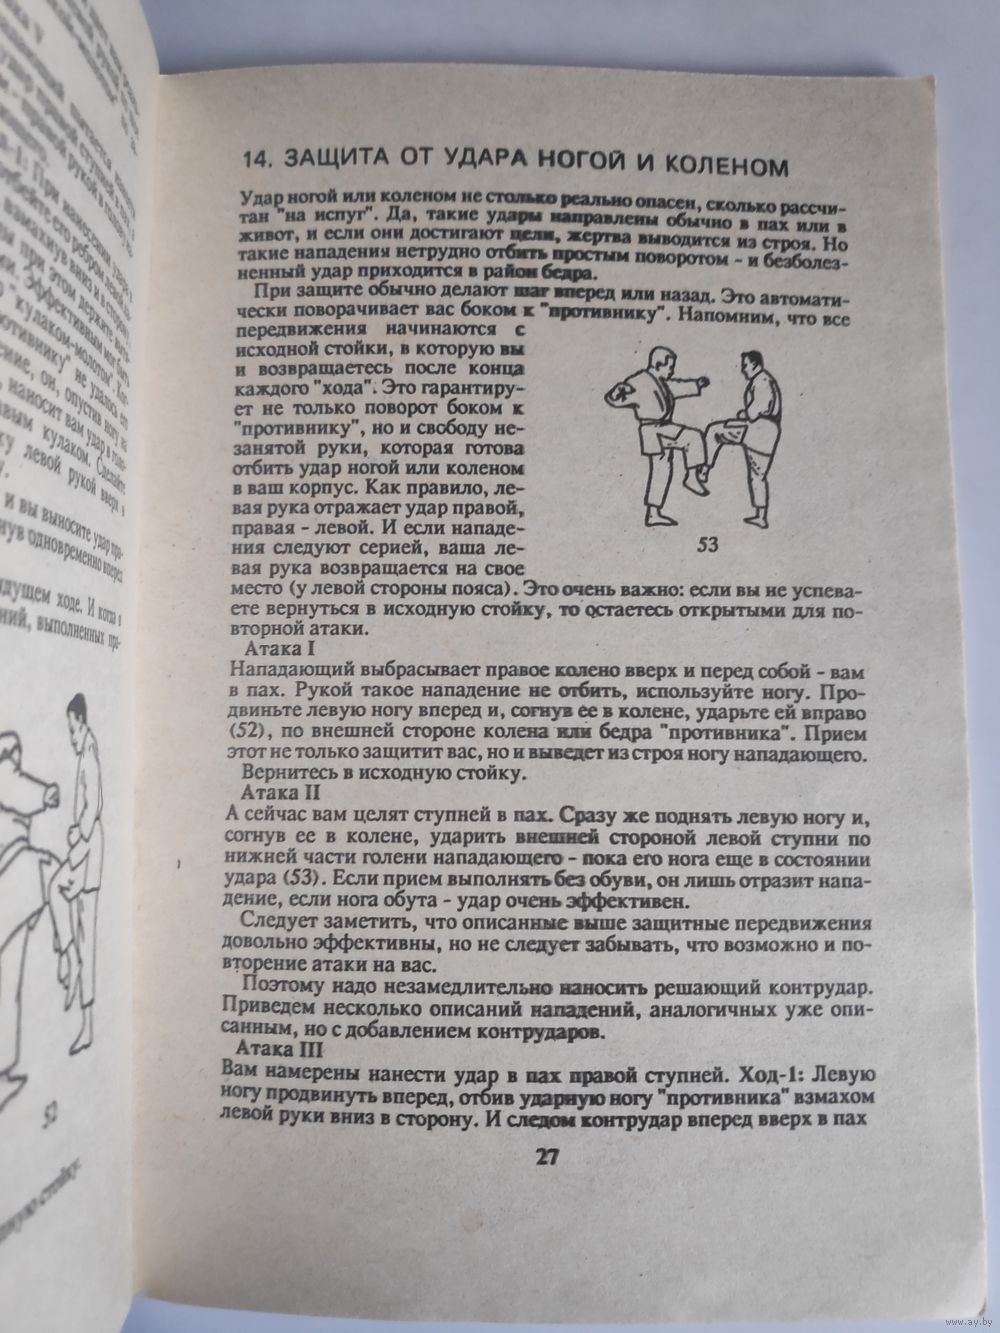 14. ЗАЩИТА ОТ УДАРА НОГОЙ И КОЛЕНОМ
Удар ногой или коленом не столько реально опасен, сколько рассчи-
тан "на испуг". Да, такие удары направлены обычно в пах или в
живот, и если они достигают цели, жертва выводится из строя. Но
такие нападения нетрудно отбить простым поворотом - и безболез-
ненный удар приходится в район бедра.
При защите обычно делают шаг вперед или назад. Это автомати-
чески поворачивает вас боком к "противнику". Напомним, что все
передвижения начинаются с
исходной стойки, в которую вы
и возвращаетесь после конца
каждого "хода". Это гарантиру-
ет не только поворот боком к
"противнику", но и свободу не-
занятой руки, которая готова
отбить удар ногой или коленом
в ваш корпус. Как правило, ле-
вая рука отражает удар правой,
правая - левой. И если нападе-
ния следуют серией, ваша ле-
вая рука возвращается на свое
место (у левой стороны пояса). Это очень важно: если вы не успева-
ете вернуться в исходную стойку, то остаетесь открытыми для по-
вторной атаки.
53
Атака I
Нападающий выбрасывает правое колено вверх и перед собой - вам
в пах. Рукой такое нападение не отбить, используйте ногу. Про-
двиньте левую ногу вперед и, согнув ее в колене, ударьте ей вправо
(52), по внешней стороне колена или бедра "противника". Прием
этот не только защитит вас, но и выведет из строя ногу нападающего.
Вернитесь в исходную стойку.
Атака II
А сейчас вам целят ступней в пах. Сразу же поднять левую ногу и,
согнув ее в колене, ударить внешней стороной левой ступни по
нижней части голени нападающего - пока его нога еще в состоянии
удара (53). Если прием выполнять без обуви, он лишь отразит напа-
дение, если нога обута - удар очень эффективен.
Следует заметить, что описанные выше защитные передвижения
довольно эффективны, но не следует забывать, что возможно и по-
вторение атаки на вас.
Поэтому надо незамедлительно наносить решающий контрудар.
Приведем несколько описаний нападений, аналогичных уже опи-
санным, но с добавлением контрударов.
Атака III
Вам намерены нанести удар в пах правой ступней. Ход-1: Левую
ногу продвинуть вперед, отбив ударную ногу "противника" взмахом
левой руки вниз в сторону. И следом контрудар вперед вверх в пах
27
52
www.ay.by